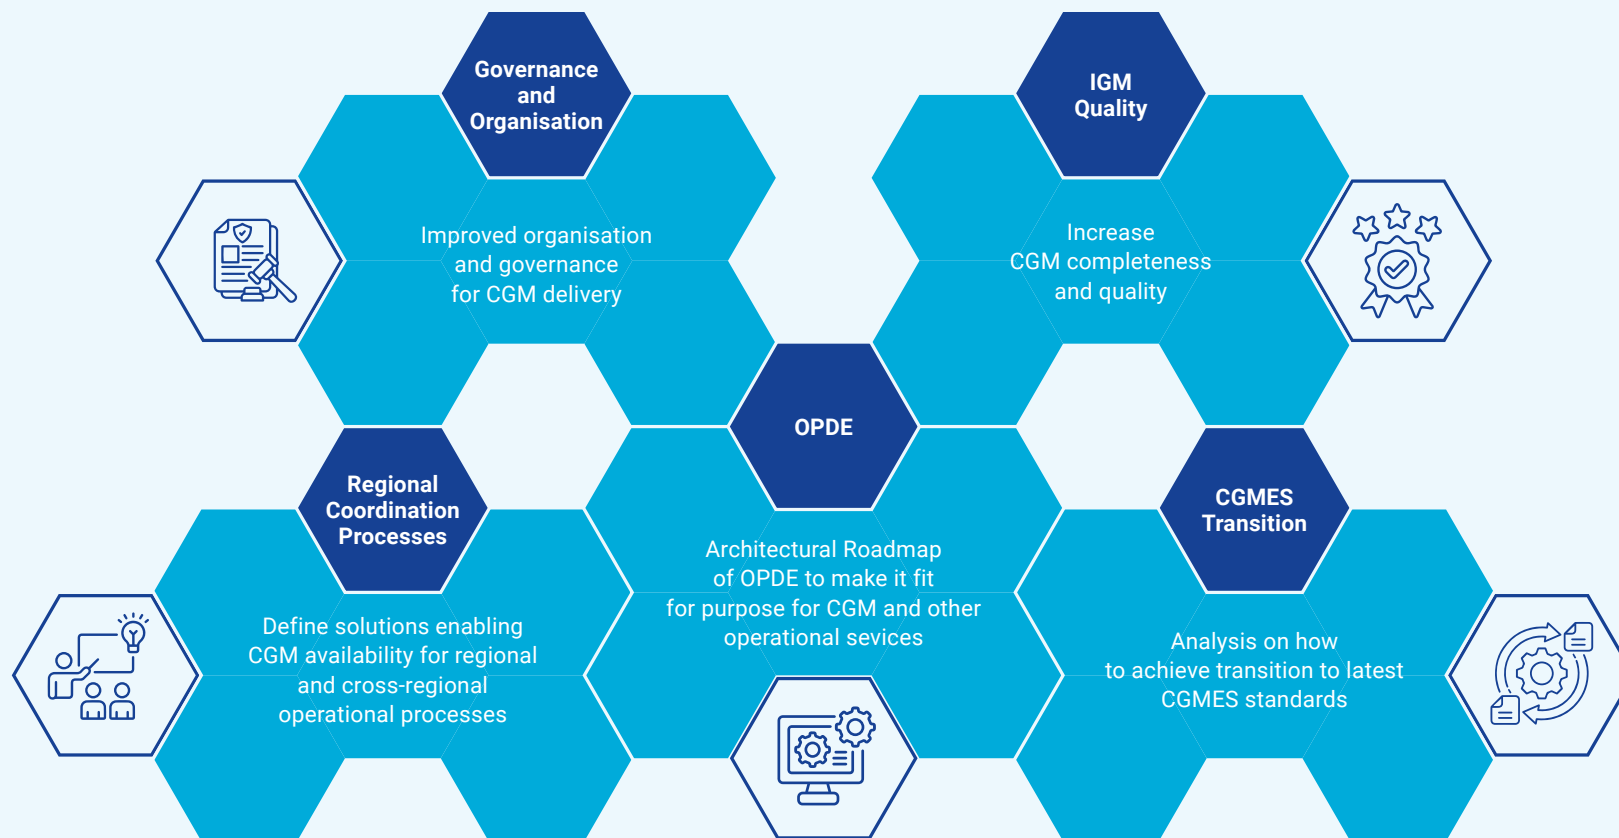 Governance
and
Organisation
Improved organisation
and governance
for CGM delivery
IGM
Quality
Increase
CGM completeness
and quality
Regional
Coordination
Processes
Define solutions enabling
CGM availability for regional
and cross-regional
operational processes
OPDE
Architectural Roadmap
of OPDE to make it fit
for purpose for CGM and other
operational sevices
CGMES
Transition
Analysis on how
to achieve transition to latest
CGMES standards